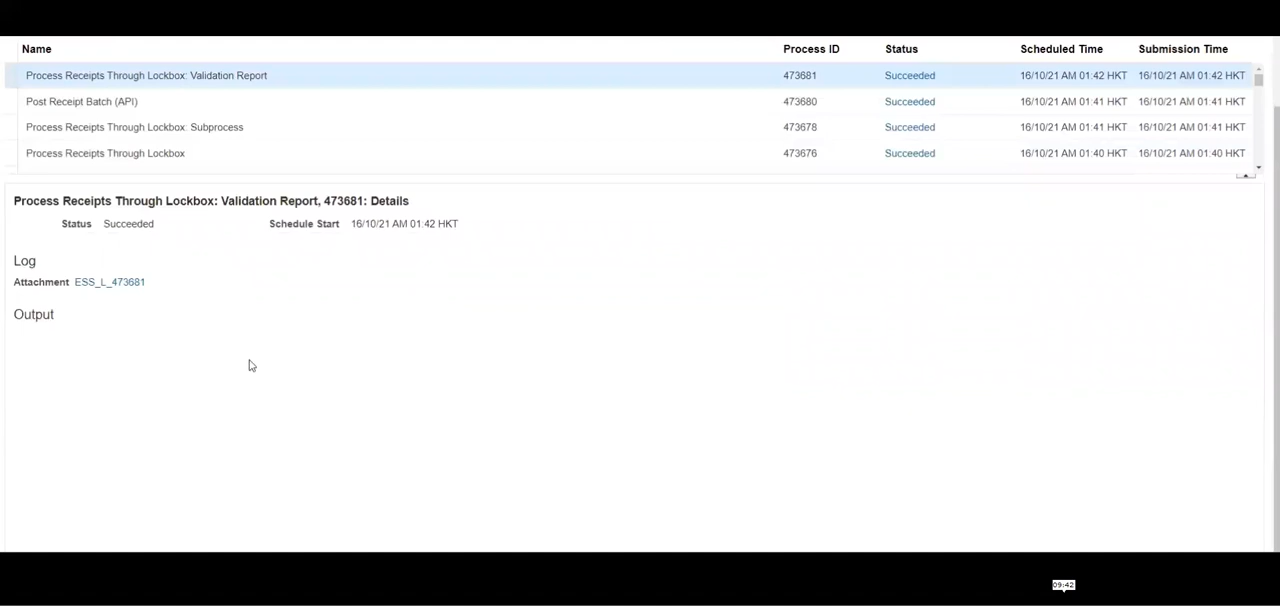 Name Process ID Status Scheduled Time Submission Time
Process Receipts Through Lockbox: Validation Report 473681 Succeeded 16/10/21 AM 01:42 HKT 16/10/21 AM 01:42 HKT
Post Receipt Batch (API) 473680 Succeeded 16/10/21 AM 01:41 HKT 16/10/21 AM 01:41 HKT
Process Receipts Through Lockbox: Subprocess 473678 Succeeded 16/10/21 AM 01:41 HKT 16/10/21 AM 01:41 HKT
Process Receipts Through Lockbox 473676 Succeeded 16/10/21 AM 01:40 HKT 16/10/21 AM 01:40 HKT
Process Receipts Through Lockbox: Validation Report, 473681: Details
Status Succeeded Schedule Start 16/10/21 AM 01:42 HKT
Log
Attachment ESS_L_473681
Output
09:42